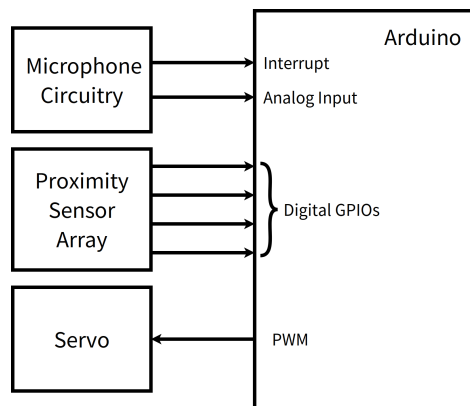 Arduino
Microphone
Circuitry
Interrupt
Analog Input
Proximity
Sensor
Array
Digital GPIOs
Servo
PWM